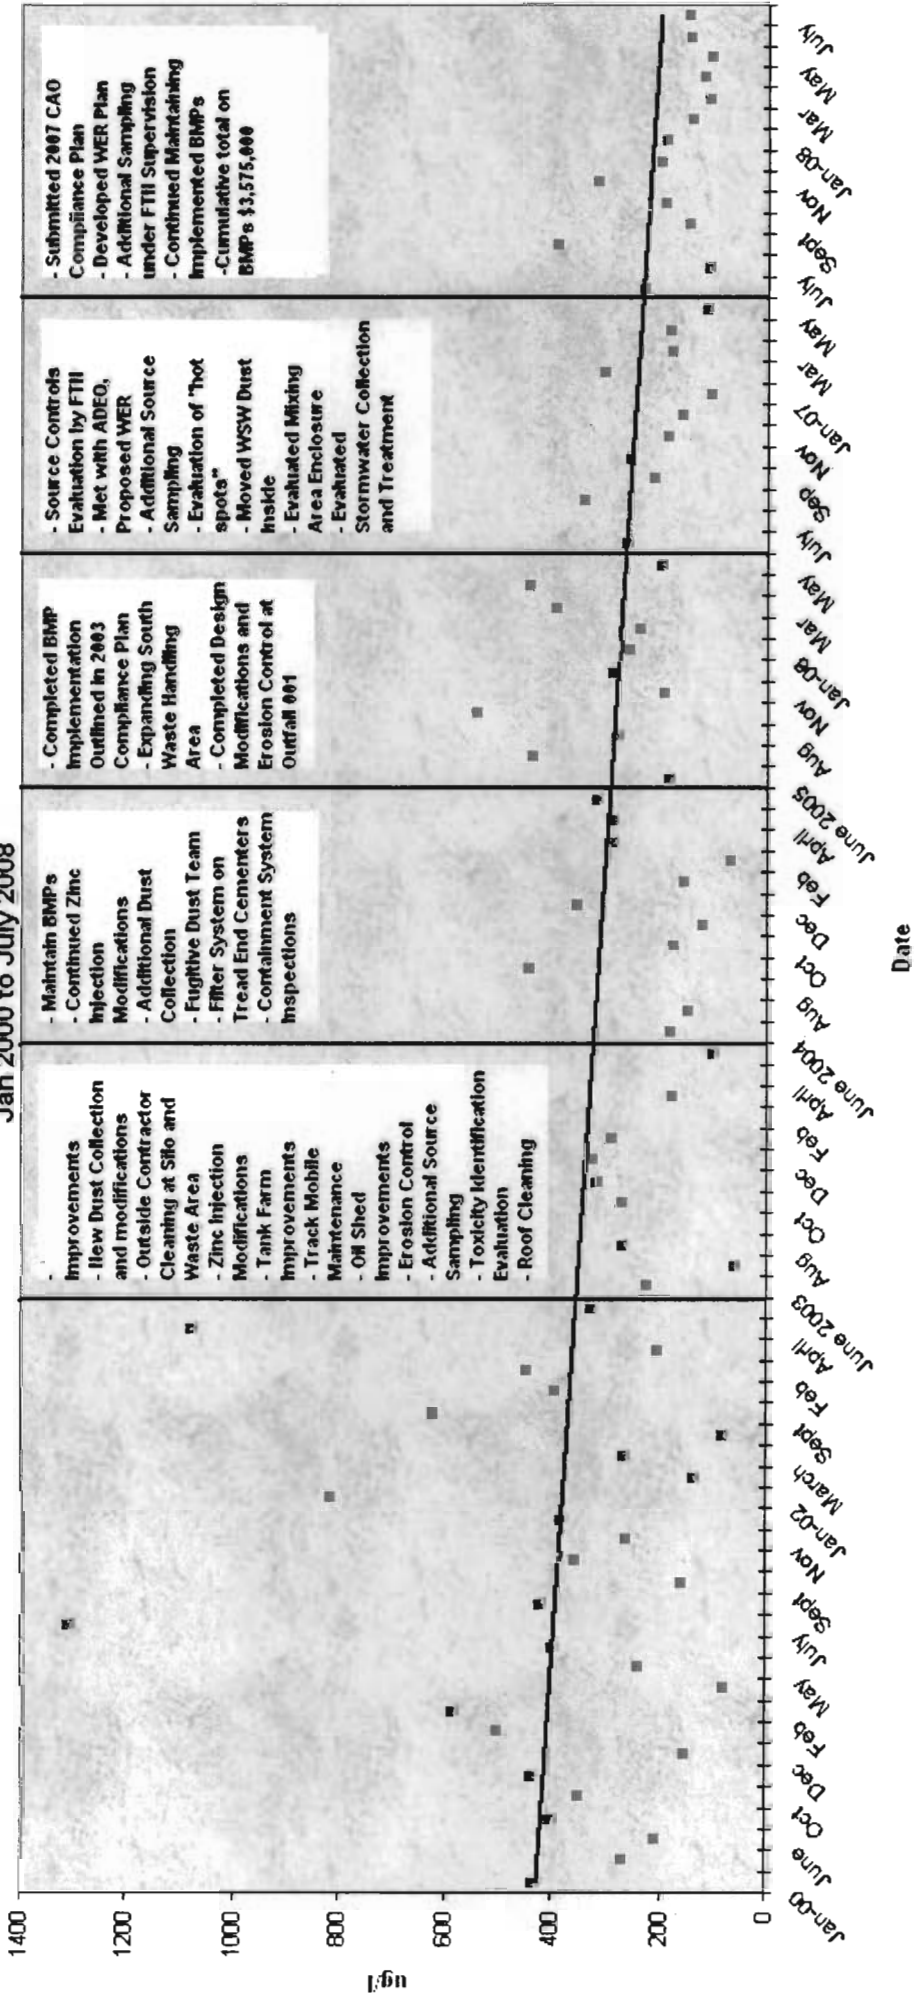 Jan 2000 to July 2008
1400
1200
1000
800
600
400
200
0
ug/l
-
Improvements
- New Dust Collection
and modifications
- Outside Contractor
Cleaning at Silo and
Waste Area
- Zinc Injection
Modifications
- Tank Farm
Improvements
- Track Mobile
Maintenance
- Oil Shed
Improvements
- Erosion Control
- Additional Source
Sampling
- Toxicity Identification
Evaluation
- Roof Cleaning
- Maintain BMPs
- Continued Zinc
Injection
Modifications
- Additional Dust
Collection
- Fugitive Dust Team
- Filter System on
Tread End Cementers
- Containment System
Inspections
- Completed BMP
Implementation
Outlined in 2003
Compliance Plan
- Expanding South
Waste Handling
Area
- Completed Design
Modifications and
Erosion Control at
Outfall 001
- Source Controls
Evaluation by FTII
- Met with ADEQ,
Proposed WER
- Additional Source
Sampling
- Evaluation of "hot
spots"
- Moved WSW Dust
Inside
- Evaluated Mixing
Area Enclosure
- Evaluated
Stormwater Collection
and Treatment
- Submitted 2007 CAO
Compliance Plan
- Developed WER Plan
- Additional Sampling
under FTII Supervision
- Continued Maintaining
Implemented BMPs
-Cumulative total on
BMPs $3,575,000
Jan-00
June
Oct
Dec
Feb
May
July
Sept
Nov
Jan-02
March
Sept
Feb
April
June 2003
Aug
Oct
Dec
Feb
April
June 2004
Aug
Oct
Dec
Feb
April
June 2005
Aug
Nov
Jan-06
Mar
May
July
Sep
Nov
Jan-07
Mar
May
July
Sept
Nov
Jan-08
Mar
May
July
Date